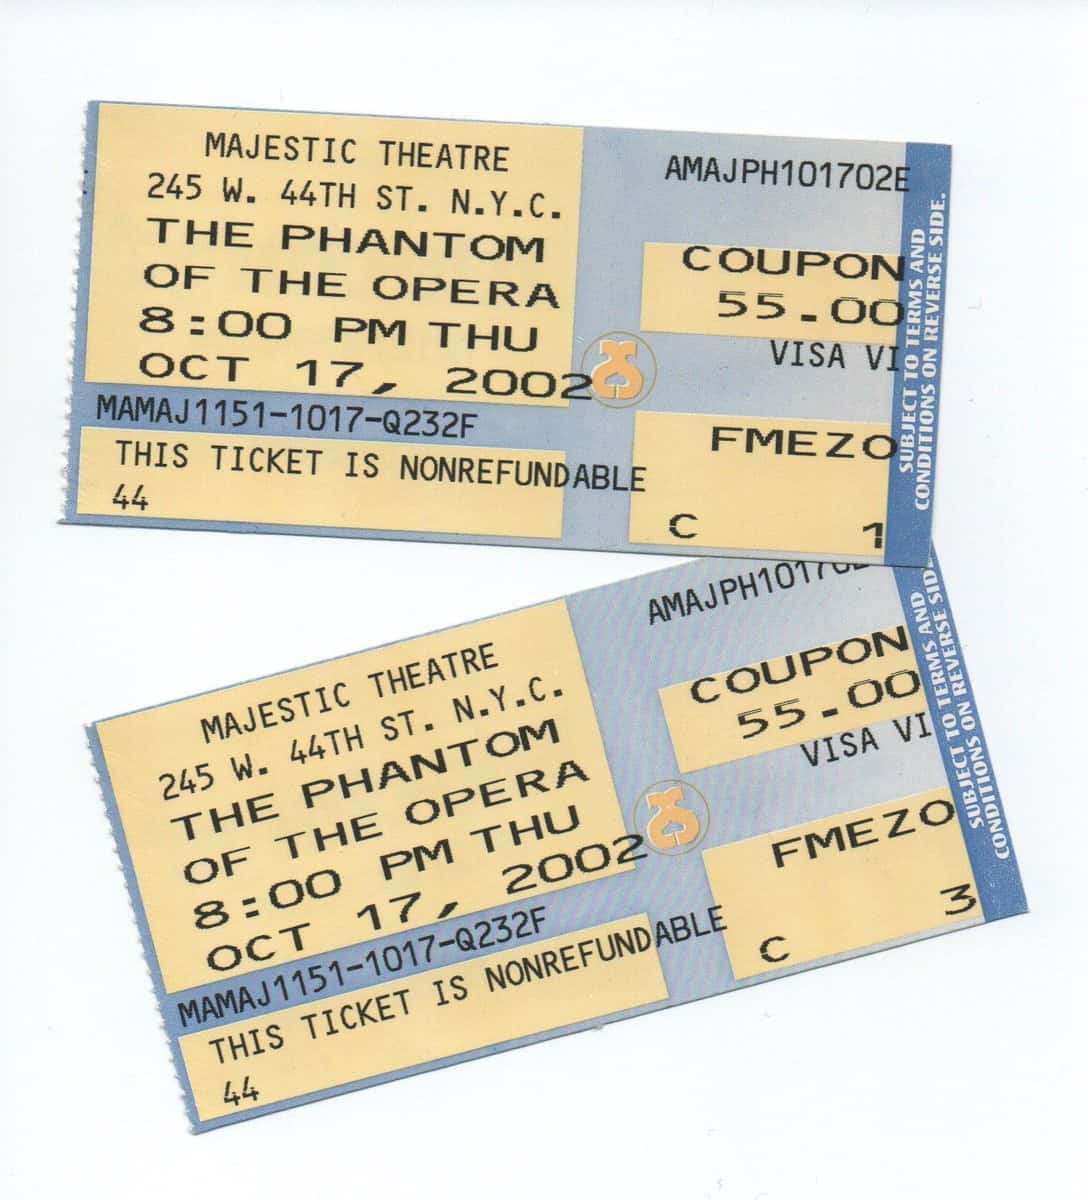 MAJESTIC THEATRE
245 W. 44TH ST. N.Y.C.
THE PHANTOM
OF THE OPERA
8:00 PM THU
OCT 17, 2002
MAMAJ1151-1017-Q232F
THIS TICKET IS NONREFUNDABLE
44
AMAJPH101702E
COUPON
55.00
VISA VI
FMEZO
C 1
SUBJECT TO TERMS AND
CONDITIONS ON REVERSE SIDE.
MAJESTIC THEATRE
245 W. 44TH ST. N.Y.C.
THE PHANTOM
OF THE OPERA
8:00 PM THU
OCT 17, 2002
MAMAJ1151-1017-Q232F
THIS TICKET IS NONREFUNDABLE
44
COUPON
55.00
VISA VI
FMEZO
C 3
SUBJECT TO TERMS AND
CONDITIONS ON REVERSE